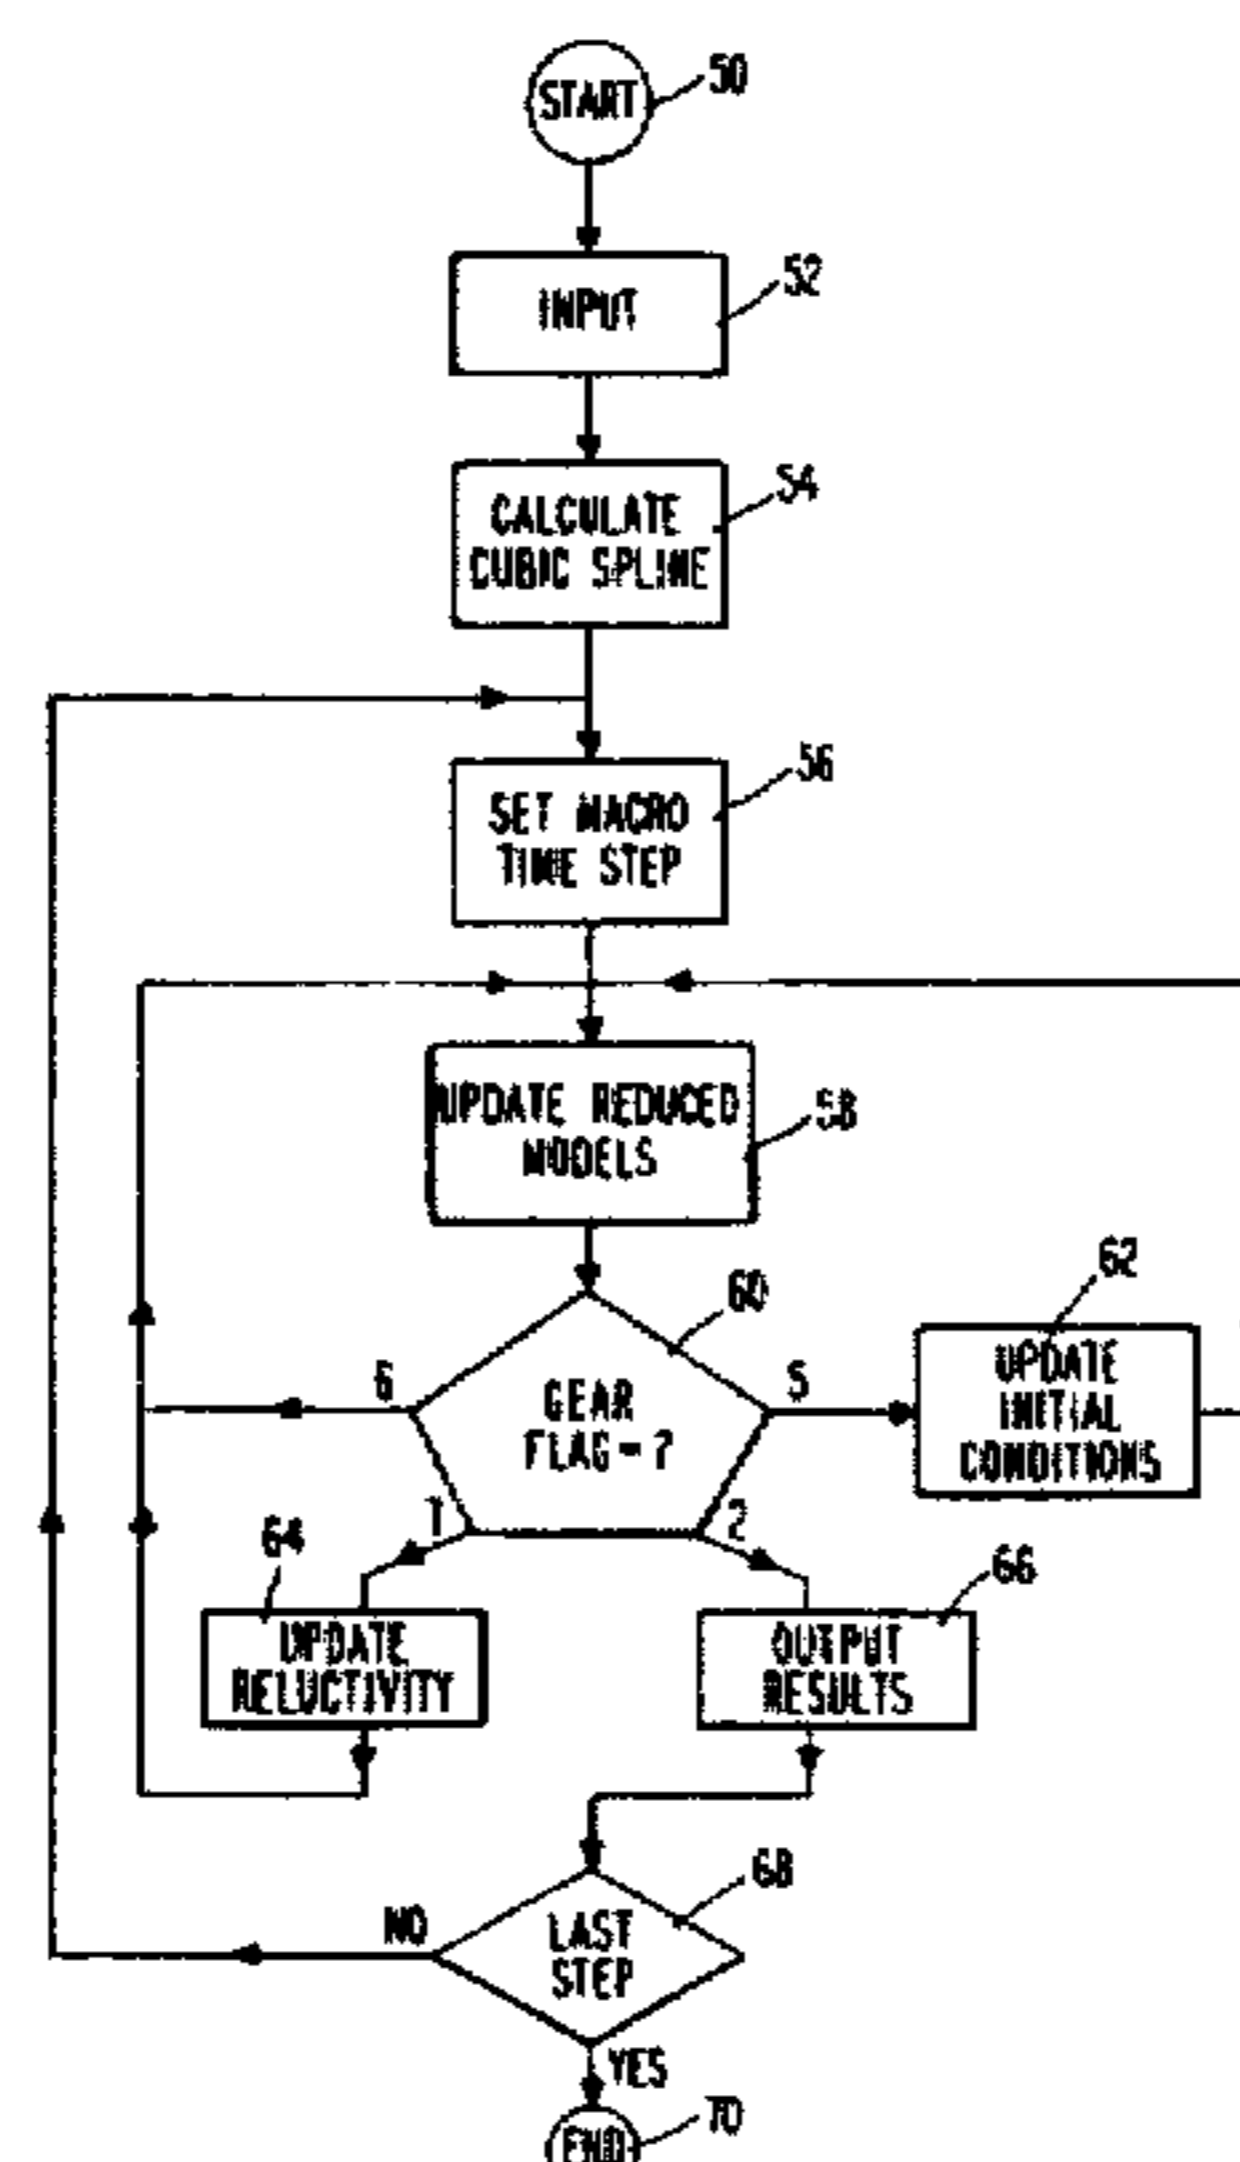 START
50
INPUT
52
CALCULATE
CUBIC SPLINE
54
SET MACRO
TIME STEP
56
UPDATE REDUCED
MODELS
58
60
62
6
GEAR
FLAG = ?
5
UPDATE
INITIAL
CONDITIONS
1
2
64
66
UPDATE
RELUCTIVITY
OUTPUT
RESULTS
68
NO
LAST
STEP
YES
70
END